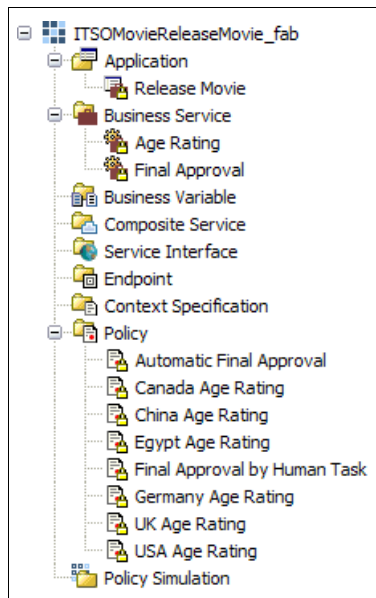 ITSOMovieReleaseMovie_fab
Application
Release Movie
Business Service
Age Rating
Final Approval
Business Variable
Composite Service
Service Interface
Endpoint
Context Specification
Policy
Automatic Final Approval
Canada Age Rating
China Age Rating
Egypt Age Rating
Final Approval by Human Task
Germany Age Rating
UK Age Rating
USA Age Rating
Policy Simulation